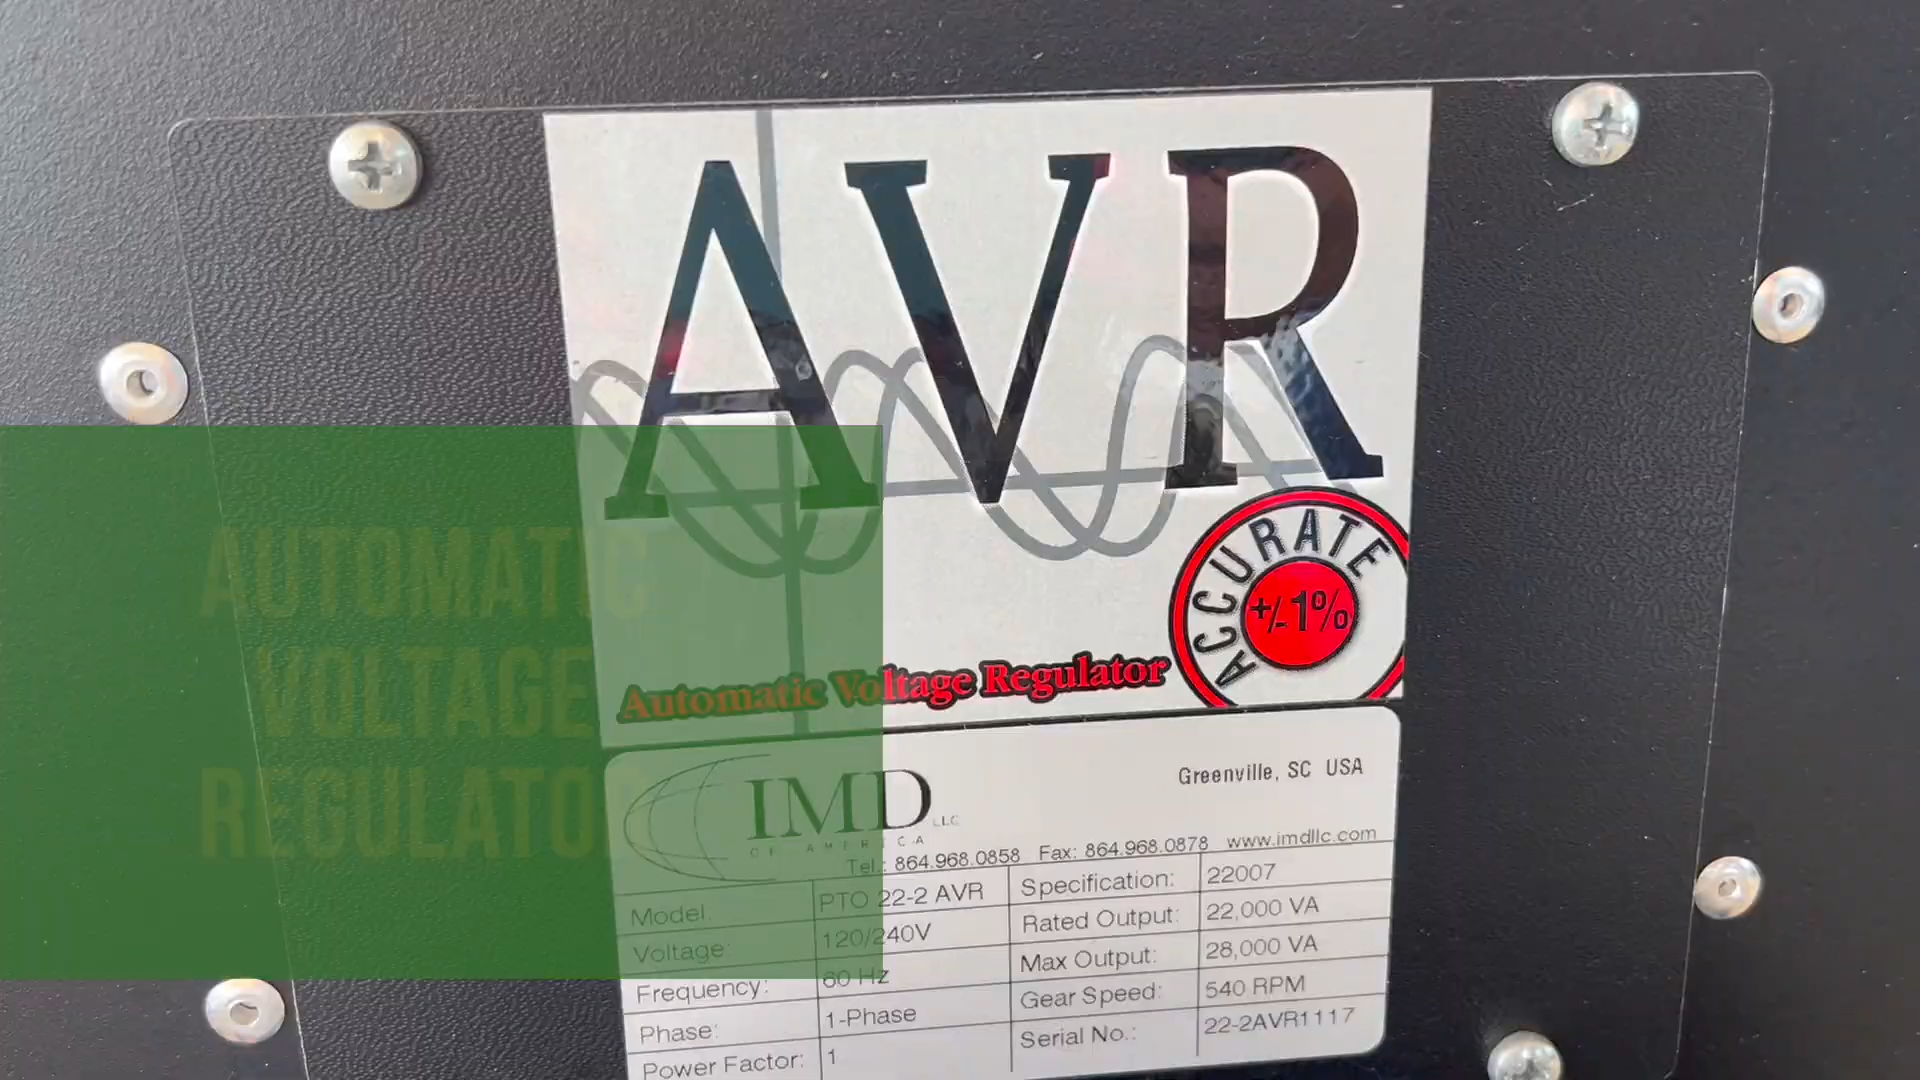 AVR
ACCURATE
+/-1%
Automatic Voltage Regulator
AUTOMATIC
VOLTAGE
REGULATOR
IMD LLC
OF AMERICA
Greenville, SC USA
Tel.: 864.968.0858 Fax: 864.968.0878 www.imdllc.com
Model: PTO 22-2 AVR Specification: 22007
Voltage: 120/240V Rated Output: 22,000 VA
Frequency: 60 Hz Max Output: 28,000 VA
Phase: 1-Phase Gear Speed: 540 RPM
Power Factor: 1 Serial No.: 22-2AVR1117